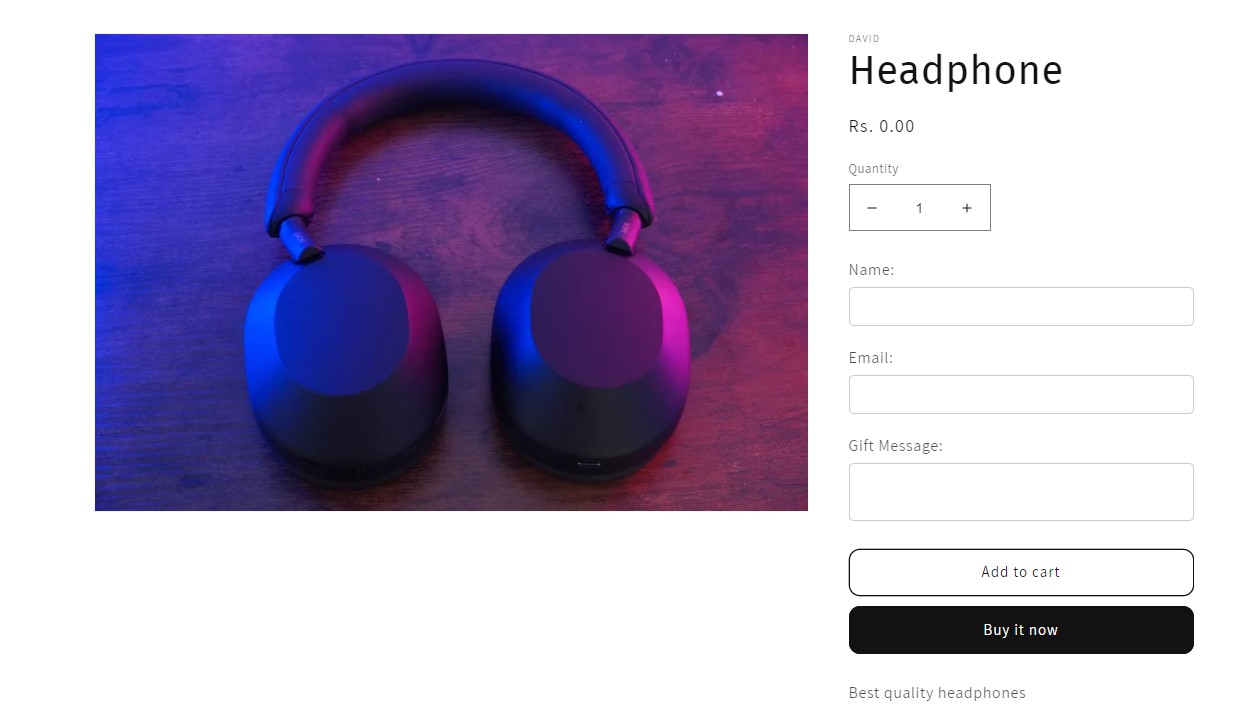 DAVID
Headphone
Rs. 0.00
Quantity
− 1 +
Name:
Email:
Gift Message:
Add to cart
Buy it now
Best quality headphones